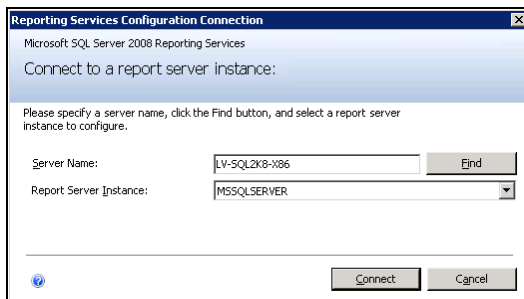 Reporting Services Configuration Connection
Microsoft SQL Server 2008 Reporting Services
Connect to a report server instance:
Please specify a server name, click the Find button, and select a report server
instance to configure.
Server Name:
LV-SQL2K8-X86
Find
Report Server Instance:
MSSQLSERVER
Connect
Cancel